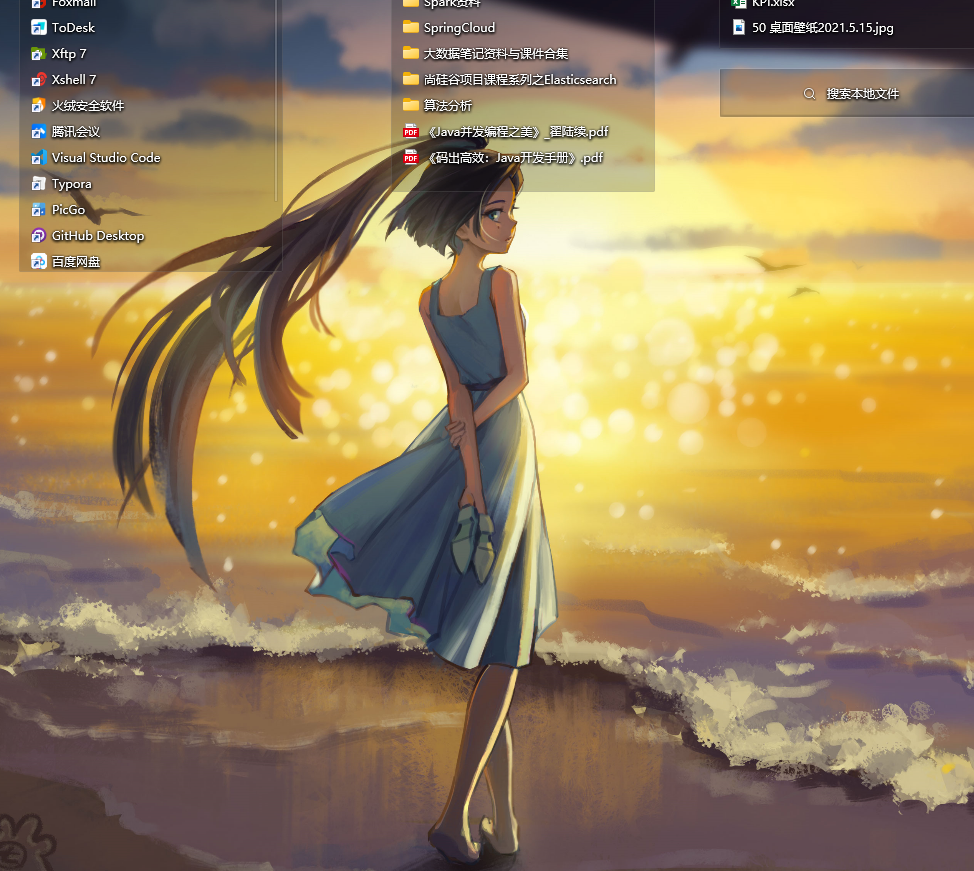 Foxmail
ToDesk
Xftp 7
Xshell 7
火绒安全软件
腾讯会议
Visual Studio Code
Typora
PicGo
GitHub Desktop
百度网盘
Spark资料
SpringCloud
大数据笔记资料与课件合集
尚硅谷项目课程系列之Elasticsearch
算法分析
PDF
《Java并发编程之美》_翟陆续.pdf
PDF
《码出高效：Java开发手册》.pdf
KPI.xlsx
50 桌面壁纸2021.5.15.jpg
搜索本地文件